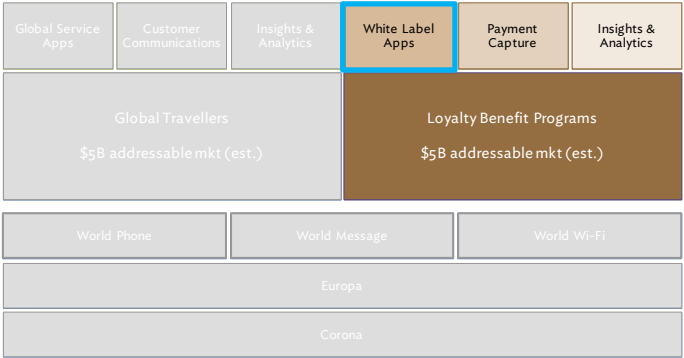 Global Service
Apps
Customer
Communications
Insights &
Analytics
White Label
Apps
Payment
Capture
Insights &
Analytics
Global Travellers
$5B addressable mkt (est.)
Loyalty Benefit Programs
$5B addressable mkt (est.)
World Phone
World Message
World Wi-Fi
Europa
Corona